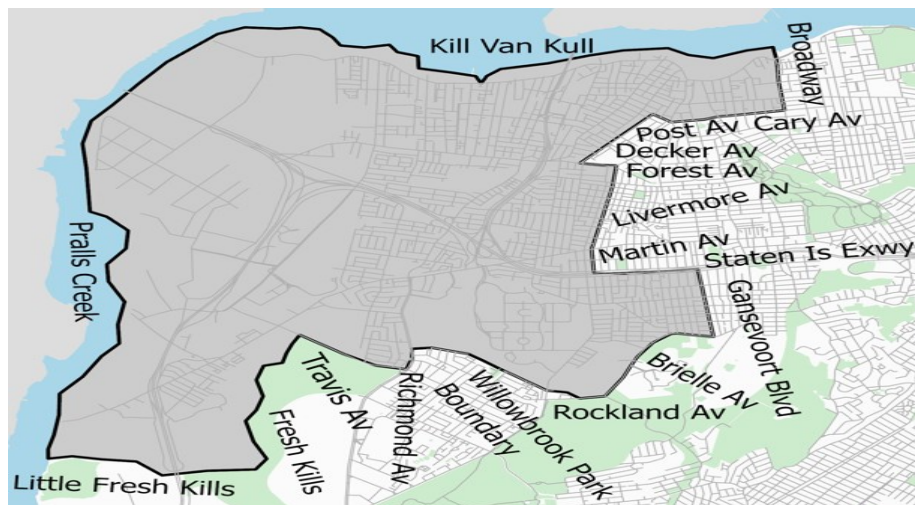 Kill Van Kull
Broadway
Post Av
Cary Av
Decker Av
Forest Av
Livermore Av
Martin Av
Staten Is Exwy
Pralls Creek
Gansevoort Blvd
Travis Av
Richmond Av
Willowbrook Park
Boundary
Brielle Av
Rockland Av
Fresh Kills
Little Fresh Kills